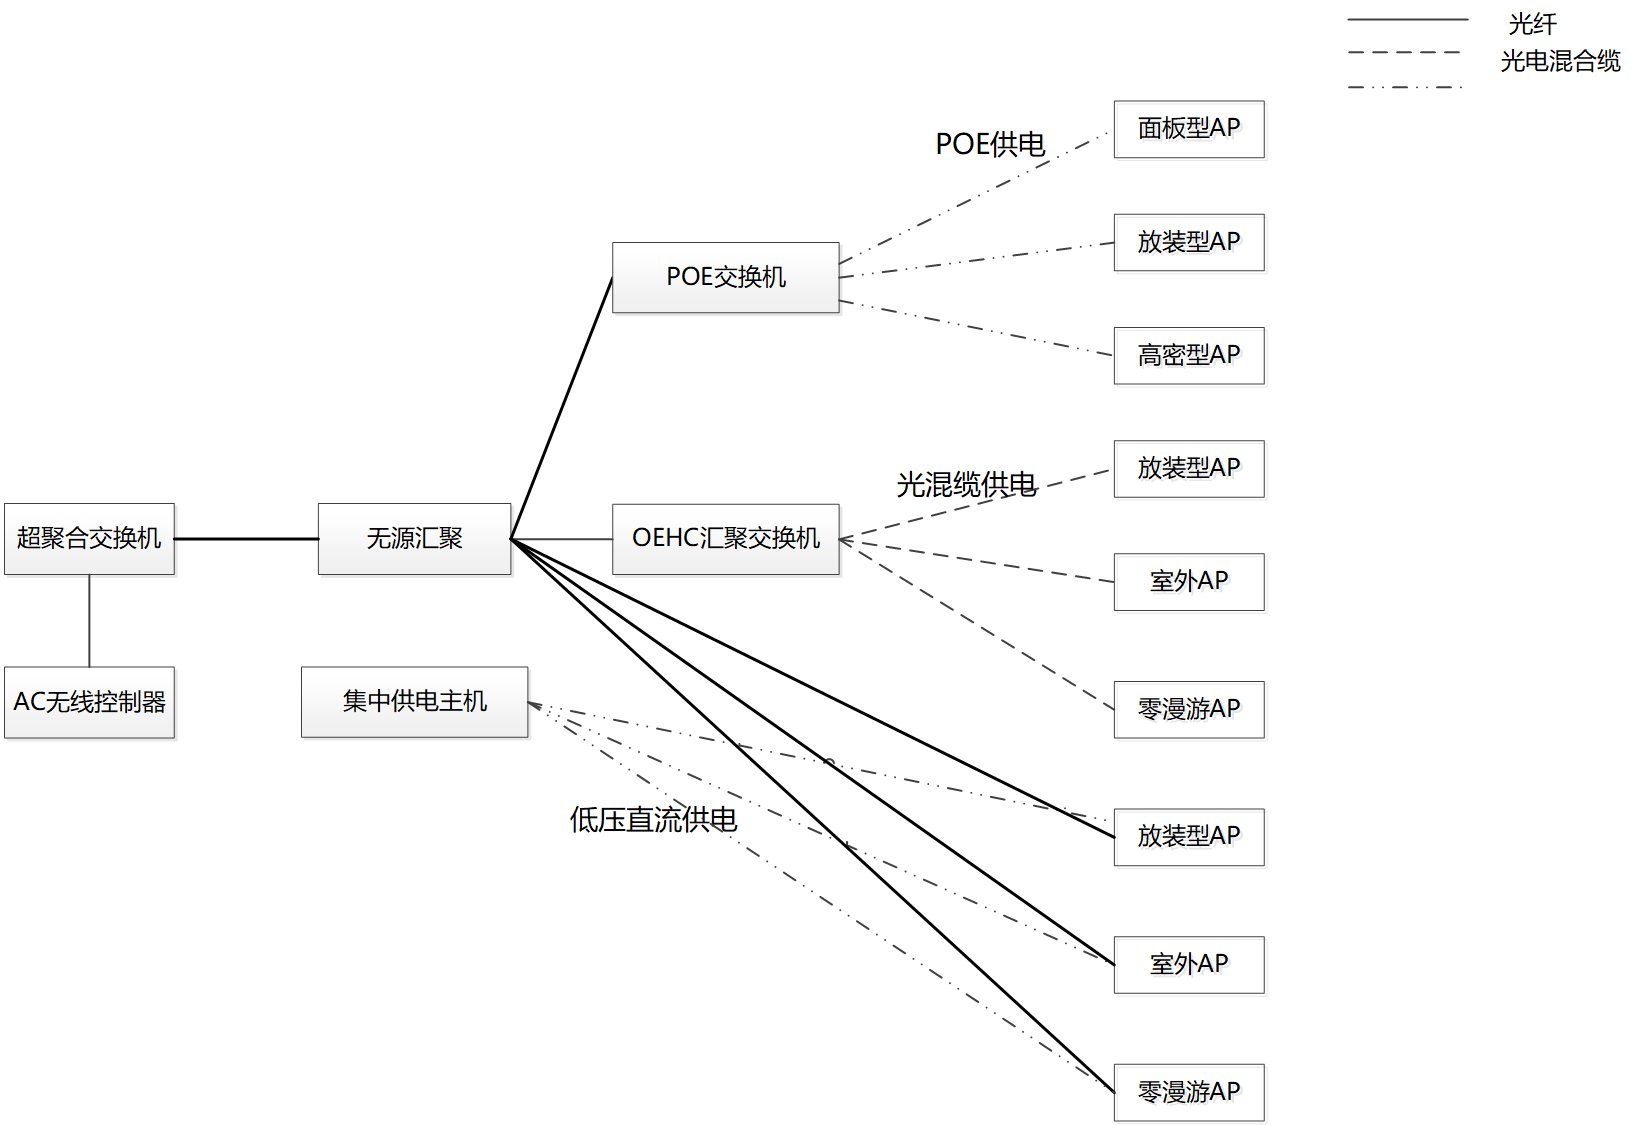 光纤
光电混合缆
面板型AP
POE供电
放装型AP
POE交换机
高密型AP
放装型AP
光混缆供电
超聚合交换机
无源汇聚
OEHC汇聚交换机
室外AP
AC无线控制器
集中供电主机
零漫游AP
低压直流供电
放装型AP
室外AP
零漫游AP